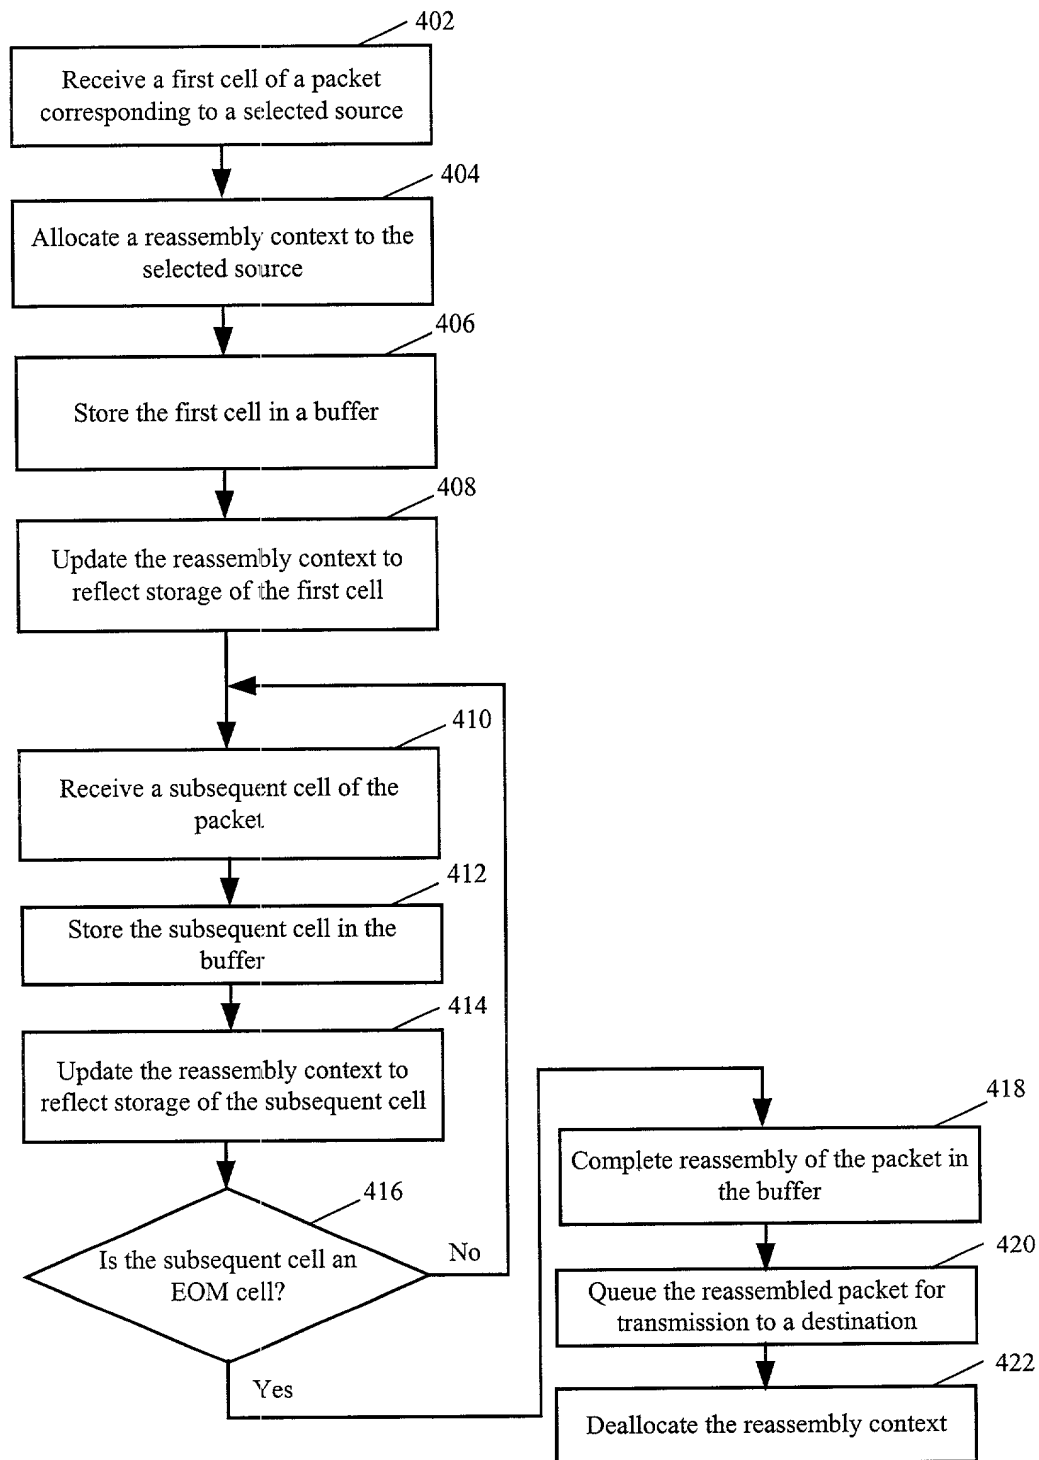 402
Receive a first cell of a packet
corresponding to a selected source
404
Allocate a reassembly context to the
selected source
406
Store the first cell in a buffer
408
Update the reassembly context to
reflect storage of the first cell
410
Receive a subsequent cell of the
packet
412
Store the subsequent cell in the
buffer
414
Update the reassembly context to
reflect storage of the subsequent cell
416
Is the subsequent cell an
EOM cell?
No
Yes
418
Complete reassembly of the packet in
the buffer
420
Queue the reassembled packet for
transmission to a destination
422
Deallocate the reassembly context